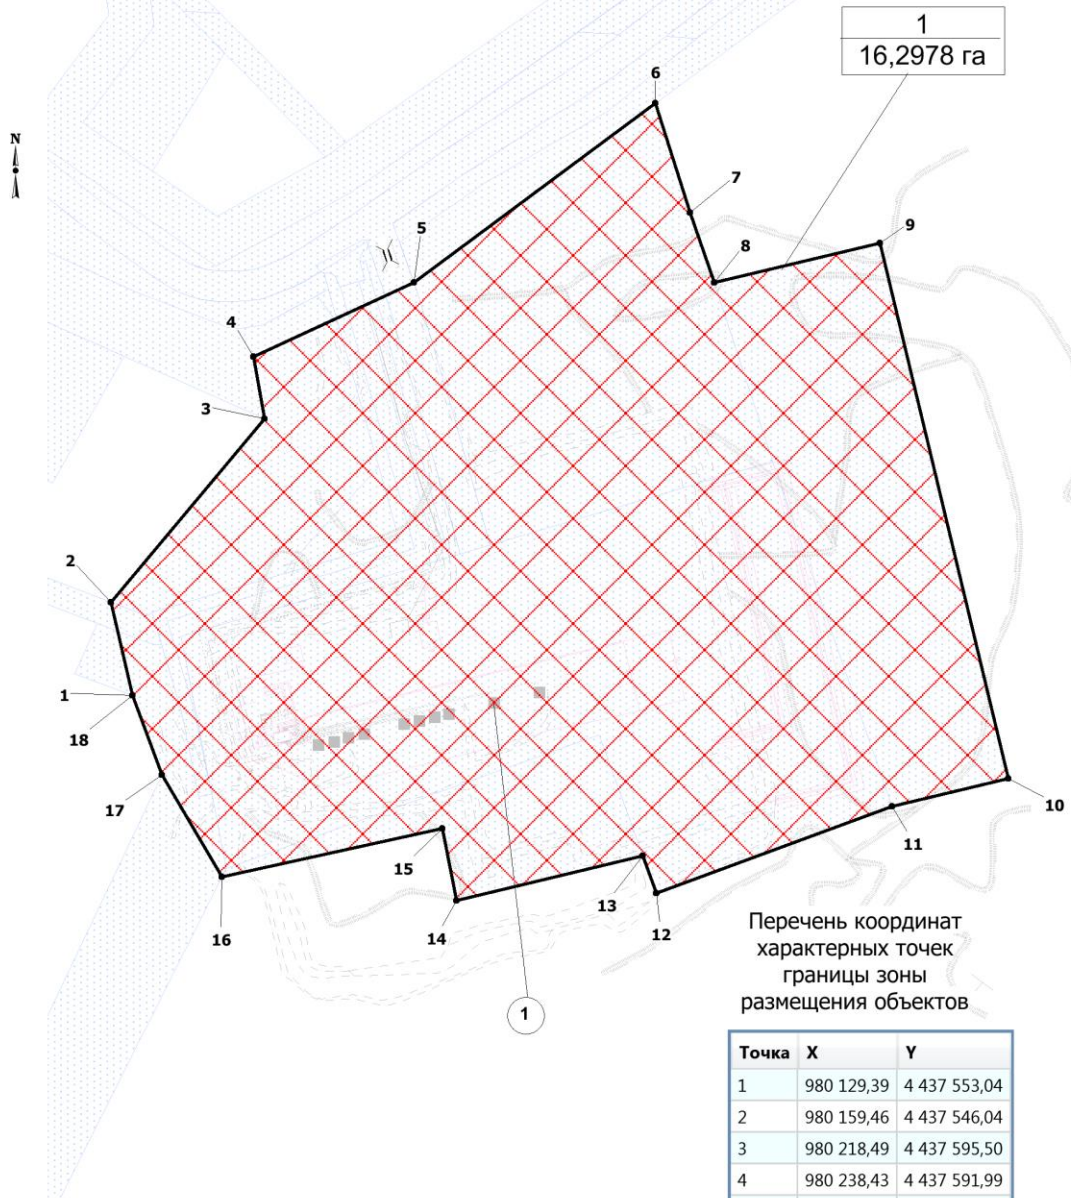 1
16,2978 га
6
N
7
5
9
8
4
3
2
1
18
17
10
11
15
13
12
14
16
Перечень координат
характерных точек
границы зоны
размещения объектов
1
Точка X Y
1 980 129,39 4 437 553,04
2 980 159,46 4 437 546,04
3 980 218,49 4 437 595,50
4 980 238,43 4 437 591,99